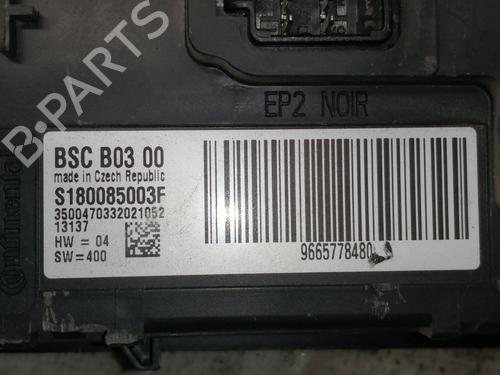 EP2 NOIR
BSC B03 00
made in Czech Republic
S180085003F
3500470332021052
13137
HW = 04
SW=400
9665778480
Continental
B-PARTS